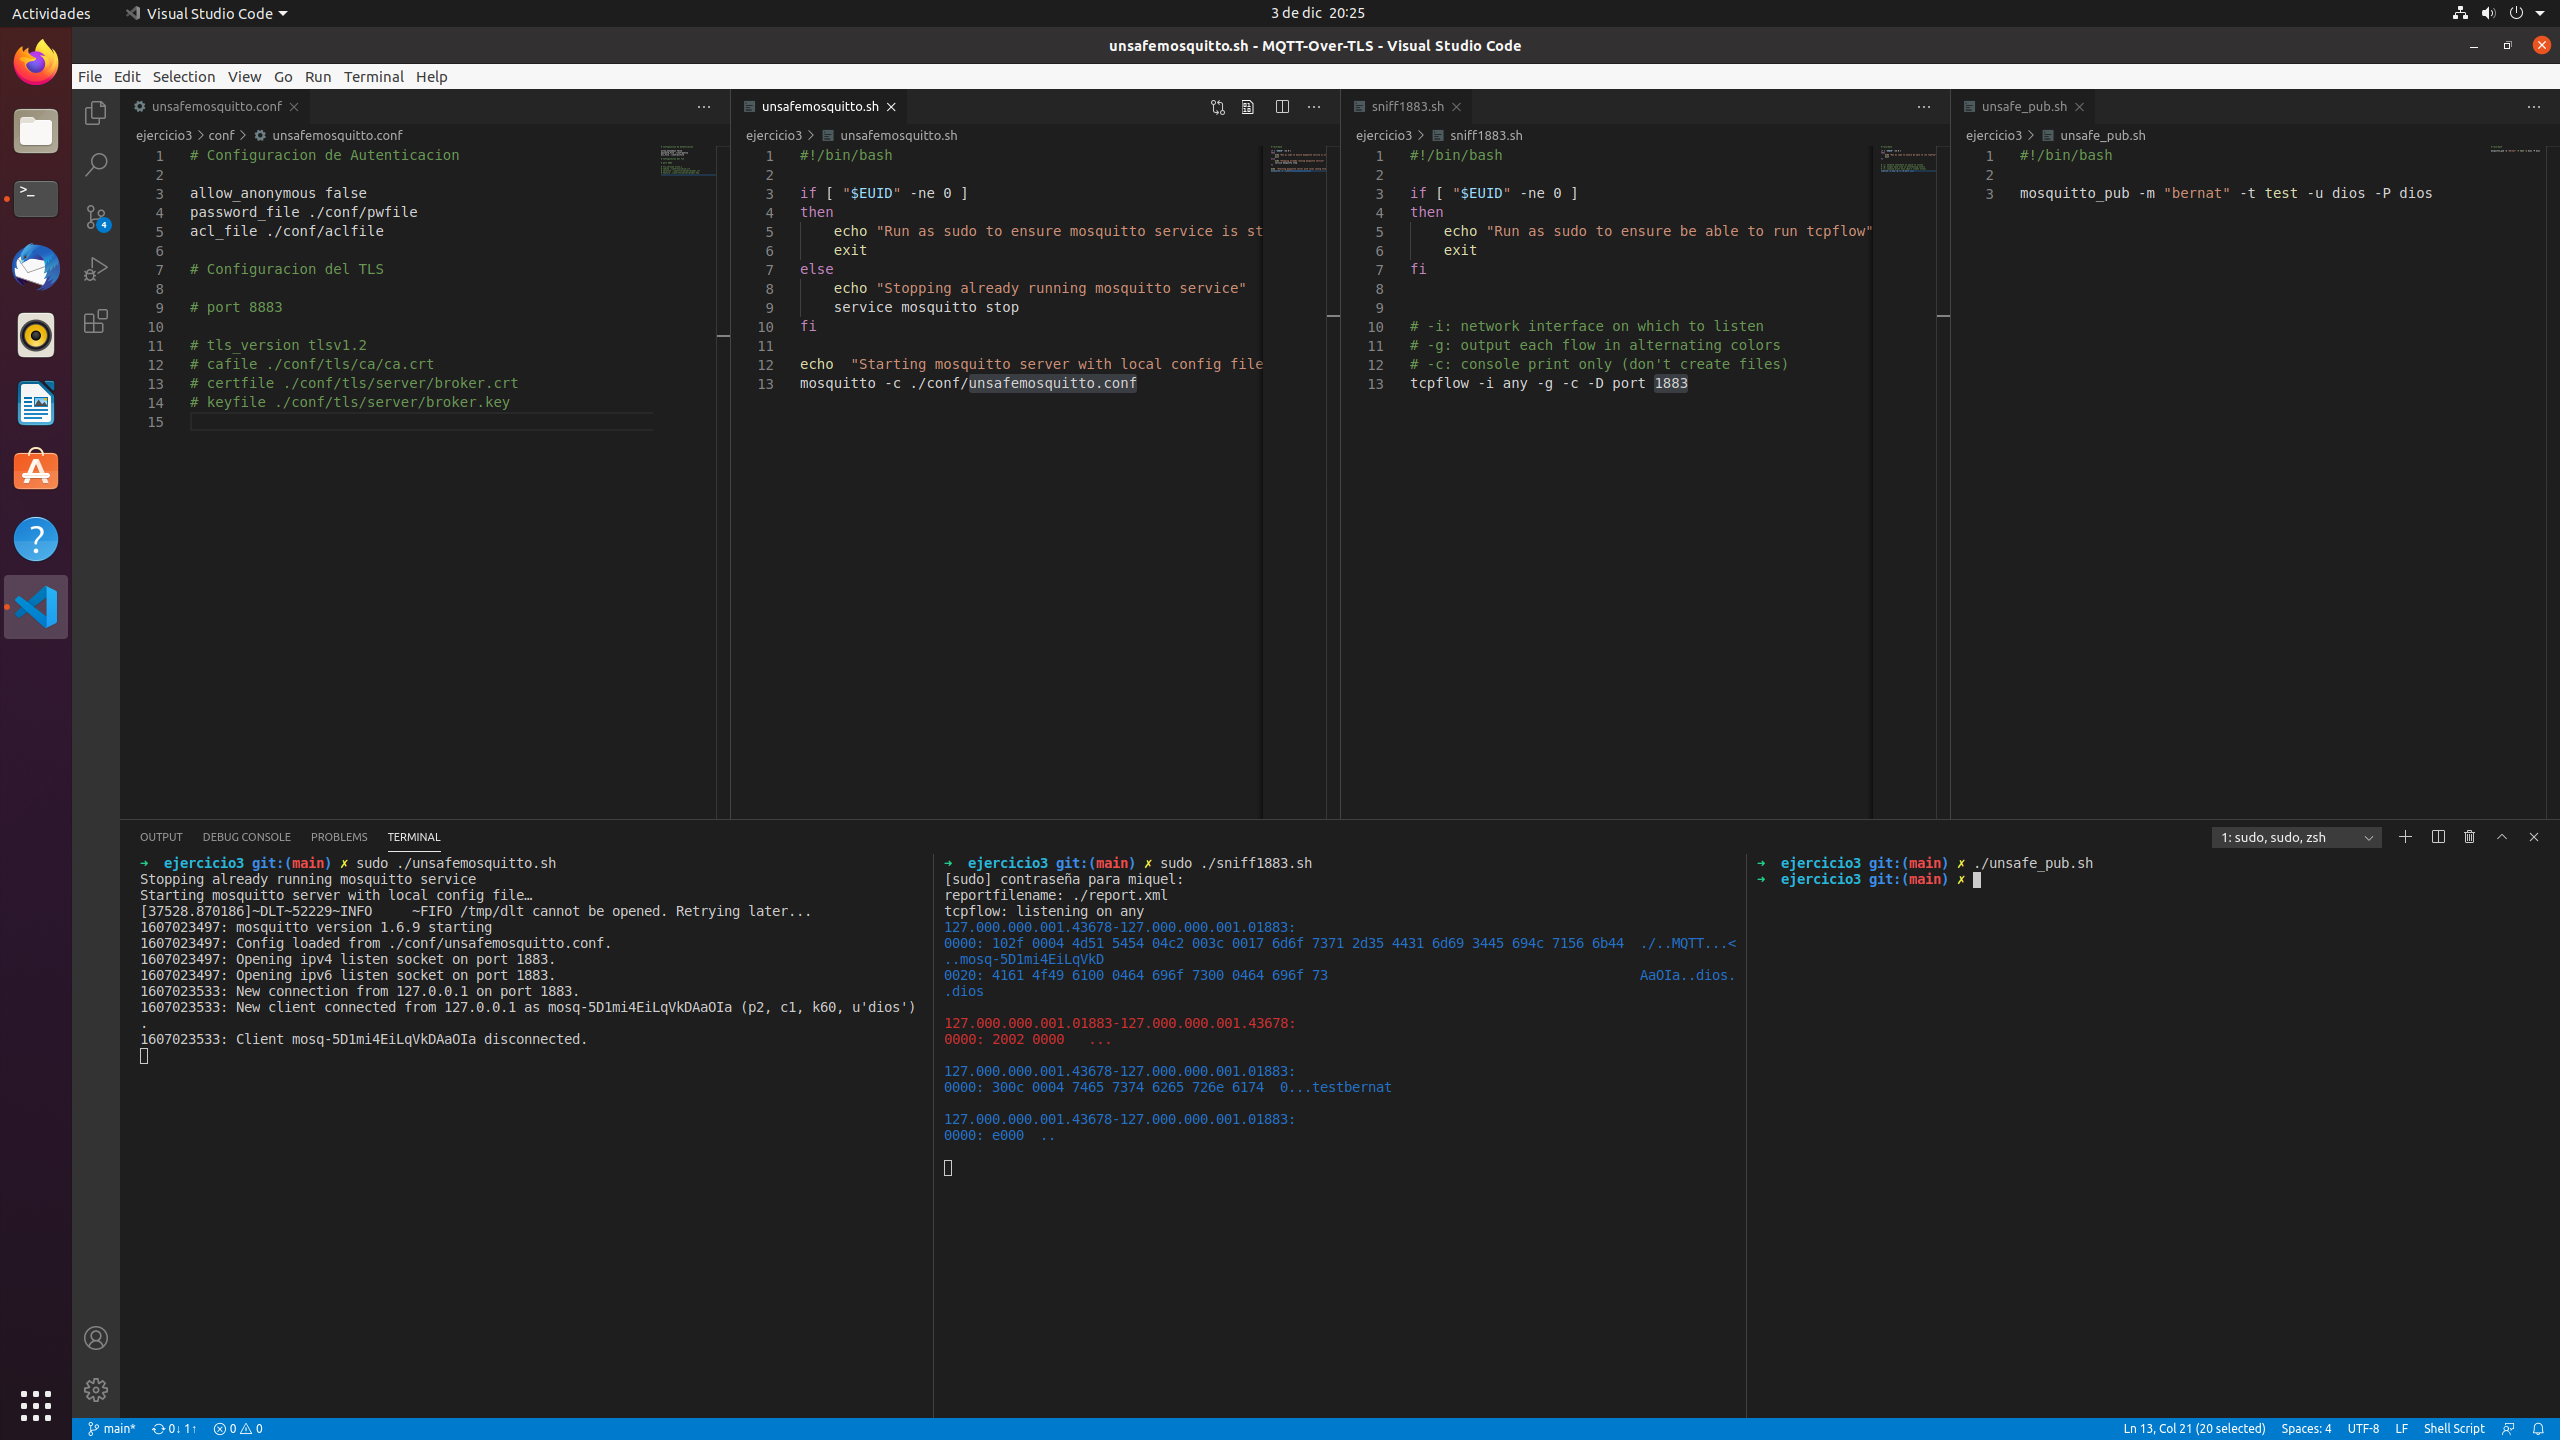 Actividades
Visual Studio Code
3 de dic 20:25
unsafemosquitto.sh - MQTT-Over-TLS - Visual Studio Code
File Edit Selection View Go Run Terminal Help
unsafemosquitto.conf
ejercicio3 > conf > unsafemosquitto.conf
1 # Configuracion de Autenticacion
2
3 allow_anonymous false
4 password_file ./conf/pwfile
5 acl_file ./conf/aclfile
6
7 # Configuracion del TLS
8
9 # port 8883
10
11 # tls_version tlsv1.2
12 # cafile ./conf/tls/ca/ca.crt
13 # certfile ./conf/tls/server/broker.crt
14 # keyfile ./conf/tls/server/broker.key
15
unsafemosquitto.sh
ejercicio3 > unsafemosquitto.sh
1 #!/bin/bash
2
3 if [ "$EUID" -ne 0 ]
4 then
5     echo "Run as sudo to ensure mosquitto service is st
6     exit
7 else
8     echo "Stopping already running mosquitto service"
9     service mosquitto stop
10 fi
11
12 echo  "Starting mosquitto server with local config file
13 mosquitto -c ./conf/unsafemosquitto.conf
sniff1883.sh
ejercicio3 > sniff1883.sh
1 #!/bin/bash
2
3 if [ "$EUID" -ne 0 ]
4 then
5     echo "Run as sudo to ensure be able to run tcpflow"
6     exit
7 fi
8
9
10 # -i: network interface on which to listen
11 # -g: output each flow in alternating colors
12 # -c: console print only (don't create files)
13 tcpflow -i any -g -c -D port 1883
unsafe_pub.sh
ejercicio3 > unsafe_pub.sh
1 #!/bin/bash
2
3 mosquitto_pub -m "bernat" -t test -u dios -P dios
4
OUTPUT DEBUG CONSOLE PROBLEMS TERMINAL
1: sudo, sudo, zsh
➜  ejercicio3 git:(main) ✗ sudo ./unsafemosquitto.sh
Stopping already running mosquitto service
Starting mosquitto server with local config file…
[37528.870186]~DLT~52229~INFO     ~FIFO /tmp/dlt cannot be opened. Retrying later...
1607023497: mosquitto version 1.6.9 starting
1607023497: Config loaded from ./conf/unsafemosquitto.conf.
1607023497: Opening ipv4 listen socket on port 1883.
1607023497: Opening ipv6 listen socket on port 1883.
1607023533: New connection from 127.0.0.1 on port 1883.
1607023533: New client connected from 127.0.0.1 as mosq-5D1mi4EiLqVkDAaOIa (p2, c1, k60, u'dios')
.
1607023533: Client mosq-5D1mi4EiLqVkDAaOIa disconnected.
➜  ejercicio3 git:(main) ✗ sudo ./sniff1883.sh
[sudo] contraseña para miquel:
reportfilename: ./report.xml
tcpflow: listening on any
127.000.000.001.43678-127.000.000.001.01883:
0000: 102f 0004 4d51 5454 04c2 003c 0017 6d6f 7371 2d35 4431 6d69 3445 694c 7156 6b44  ./..MQTT...<
..mosq-5D1mi4EiLqVkD
0020: 4161 4f49 6100 0464 696f 7300 0464 696f 73  AaOIa..dios.
.dios
127.000.000.001.01883-127.000.000.001.43678:
0000: 2002 0000   ...
127.000.000.001.43678-127.000.000.001.01883:
0000: 300c 0004 7465 7374 6265 726e 6174  0...testbernat
127.000.000.001.43678-127.000.000.001.01883:
0000: e000  ..
➜  ejercicio3 git:(main) ✗ ./unsafe_pub.sh
➜  ejercicio3 git:(main) ✗
main* 0↓ 1↑ 0 0
Ln 13, Col 21 (20 selected) Spaces: 4 UTF-8 LF Shell Script